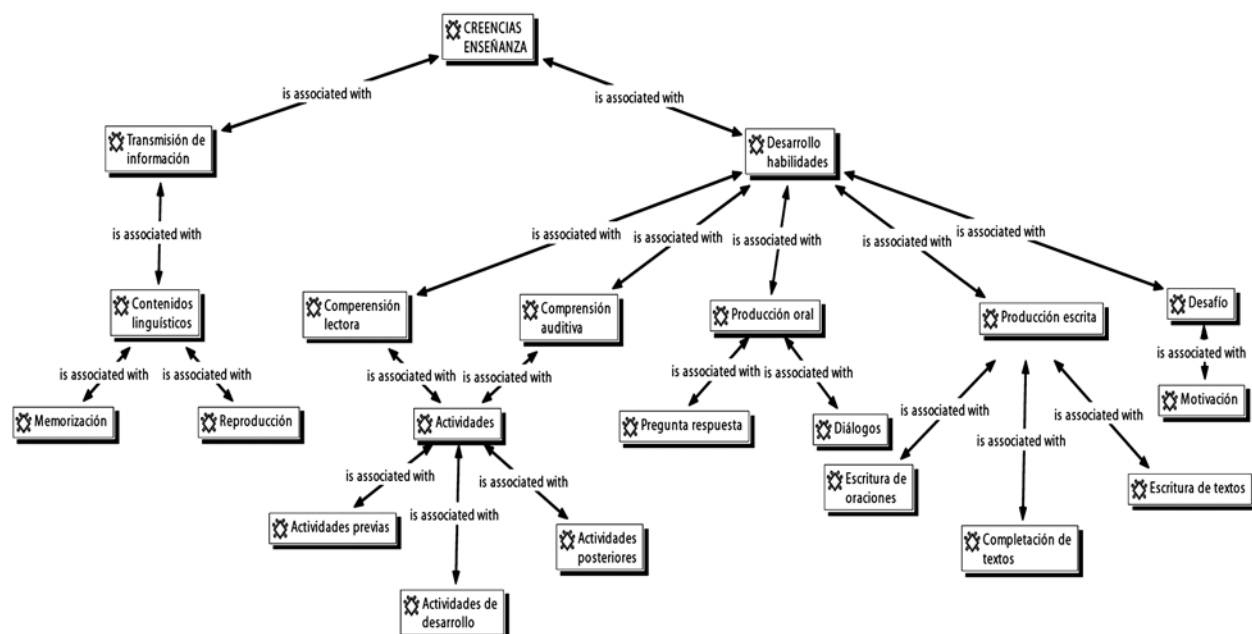 CREENCIAS
ENSEÑANZA
is associated with
is associated with
Transmisión de
información
Desarrollo
habilidades
is associated with
is associated with
is associated with
is associated with
is associated with
is associated with
Contenidos
linguísticos
Comperensión
lectora
Comprensión
auditiva
Producción oral
Producción escrita
Desafío
is associated with
is associated with
is associated with
is associated with
is associated with
is associated with
is associated with
Memorización
Reproducción
Actividades
Pregunta respuesta
Diálogos
Motivación
is associated with
is associated with
is associated with
is associated with
is associated with
is associated with
Escritura de
oraciones
Escritura de textos
Actividades previas
Actividades
posteriores
Completación de
textos
Actividades de
desarrollo